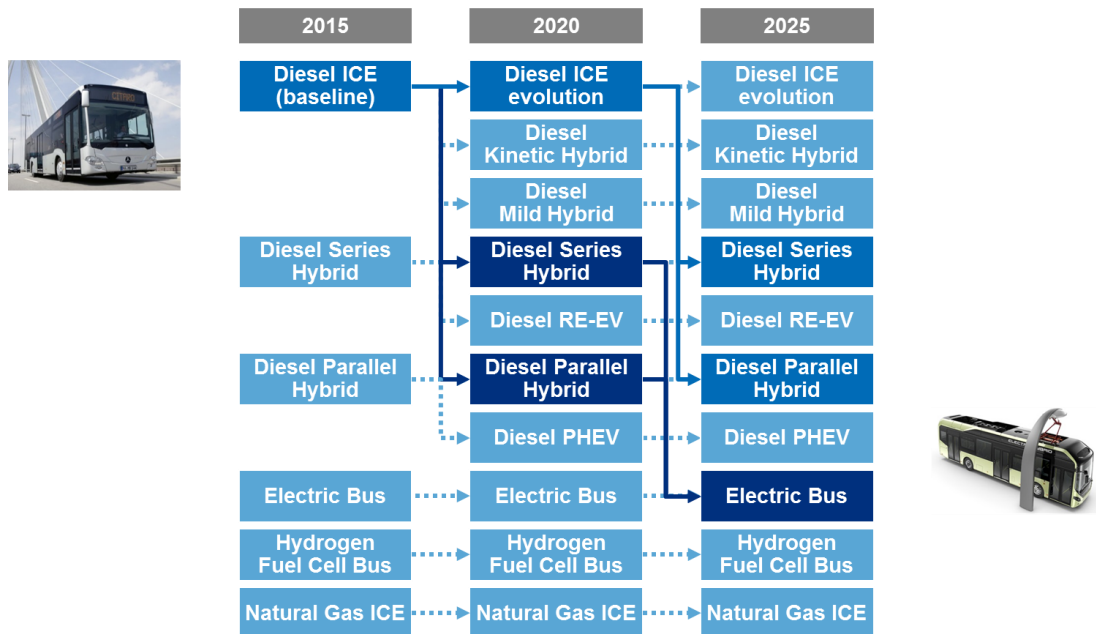 2015
2020
2025
Diesel ICE
(baseline)
Diesel ICE
evolution
Diesel ICE
evolution
Diesel
Kinetic Hybrid
Diesel
Kinetic Hybrid
Diesel
Mild Hybrid
Diesel
Mild Hybrid
Diesel Series
Hybrid
Diesel Series
Hybrid
Diesel Series
Hybrid
Diesel RE-EV
Diesel RE-EV
Diesel Parallel
Hybrid
Diesel Parallel
Hybrid
Diesel Parallel
Hybrid
Diesel PHEV
Diesel PHEV
Electric Bus
Electric Bus
Electric Bus
Hydrogen
Fuel Cell Bus
Hydrogen
Fuel Cell Bus
Hydrogen
Fuel Cell Bus
Natural Gas ICE
Natural Gas ICE
Natural Gas ICE